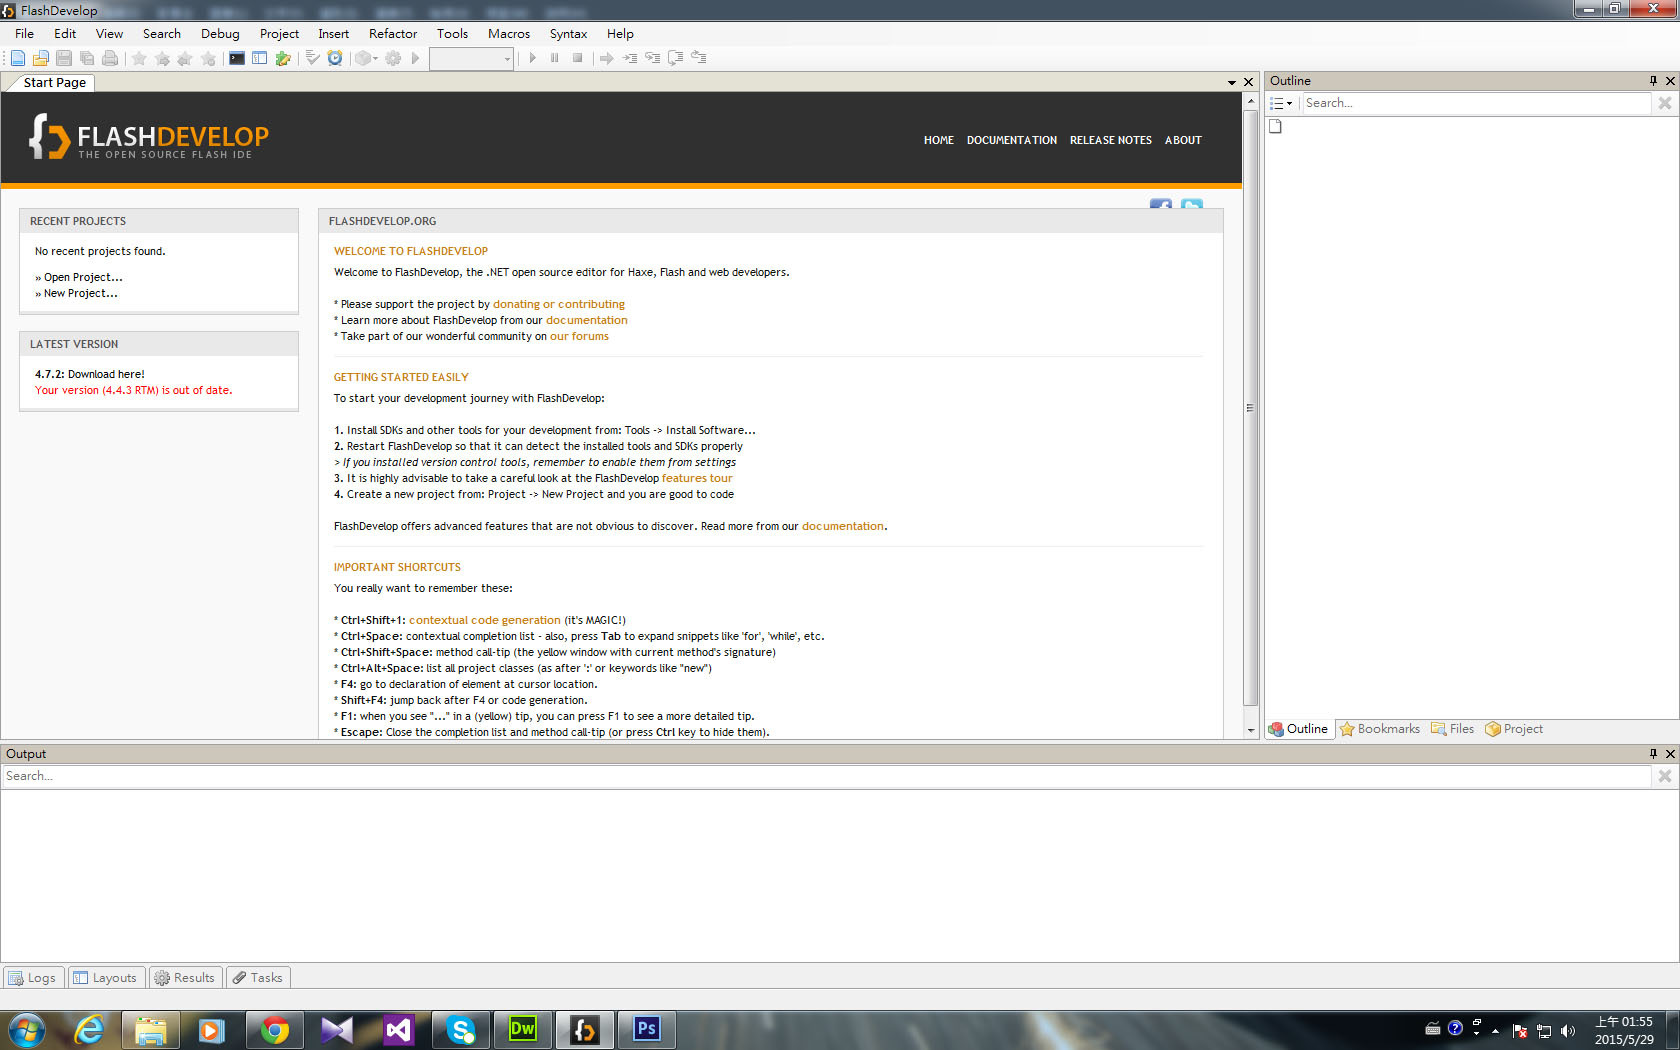 FlashDevelop
File Edit View Search Debug Project Insert Refactor Tools Macros Syntax Help
Start Page
FLASHDEVELOP
THE OPEN SOURCE FLASH IDE
HOME DOCUMENTATION RELEASE NOTES ABOUT
RECENT PROJECTS
No recent projects found.
» Open Project...
» New Project...
LATEST VERSION
4.7.2: Download here!
Your version (4.4.3 RTM) is out of date.
FLASHDEVELOP.ORG
WELCOME TO FLASHDEVELOP
Welcome to FlashDevelop, the .NET open source editor for Haxe, Flash and web developers.
* Please support the project by donating or contributing
* Learn more about FlashDevelop from our documentation
* Take part of our wonderful community on our forums
GETTING STARTED EASILY
To start your development journey with FlashDevelop:
1. Install SDKs and other tools for your development from: Tools -> Install Software...
2. Restart FlashDevelop so that it can detect the installed tools and SDKs properly
> If you installed version control tools, remember to enable them from settings
3. It is highly advisable to take a careful look at the FlashDevelop features tour
4. Create a new project from: Project -> New Project and you are good to code
FlashDevelop offers advanced features that are not obvious to discover. Read more from our documentation.
IMPORTANT SHORTCUTS
You really want to remember these:
* Ctrl+Shift+1: contextual code generation (it's MAGIC!)
* Ctrl+Space: contextual completion list - also, press Tab to expand snippets like 'for', 'while', etc.
* Ctrl+Shift+Space: method call-tip (the yellow window with current method's signature)
* Ctrl+Alt+Space: list all project classes (as after ':' or keywords like "new")
* F4: go to declaration of element at cursor location.
* Shift+F4: jump back after F4 or code generation.
* F1: when you see "..." in a (yellow) tip, you can press F1 to see a more detailed tip.
* Escape: Close the completion list and method call-tip (or press Ctrl key to hide them).
Outline
Search...
Outline Bookmarks Files Project
Output
Search...
Logs Layouts Results Tasks
Dw
Ps
上午 01:55
2015/5/29